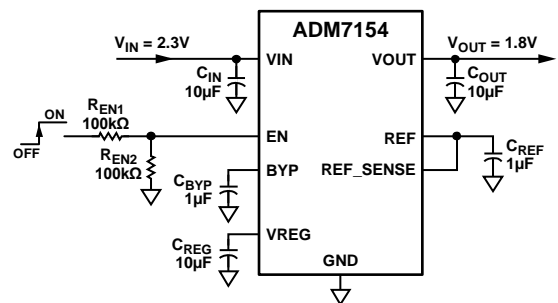 ADM7154
V_IN = 2.3V
VIN
VOUT
V_OUT = 1.8V
C_IN
10µF
C_OUT
10µF
ON
OFF
R_EN1
100kΩ
EN
R_EN2
100kΩ
REF
C_REF
1µF
BYP
C_BYP
1µF
REF_SENSE
VREG
C_REG
10µF
GND